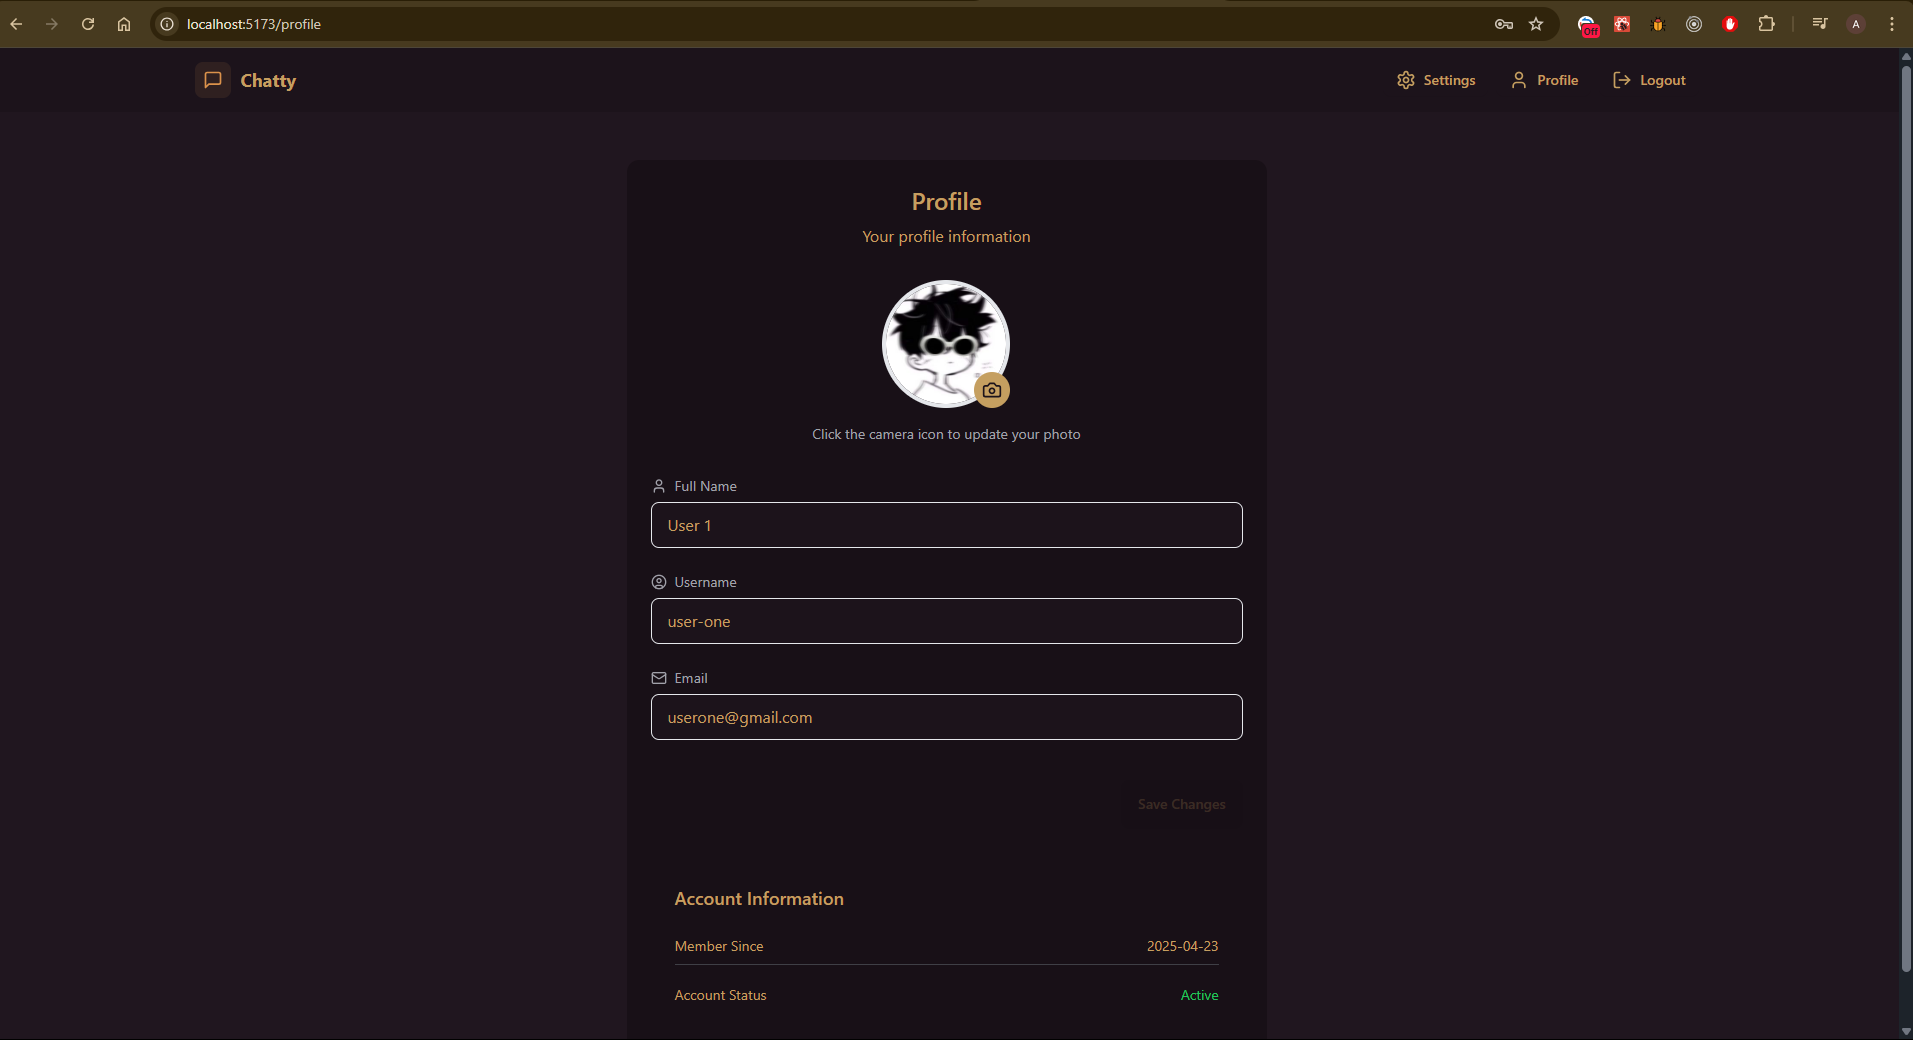 localhost:5173/profile
Off
A
Chatty
Settings
Profile
Logout
Profile
Your profile information
Click the camera icon to update your photo
Full Name
User 1
Username
user-one
Email
userone@gmail.com
Save Changes
Account Information
Member Since
2025-04-23
Account Status
Active